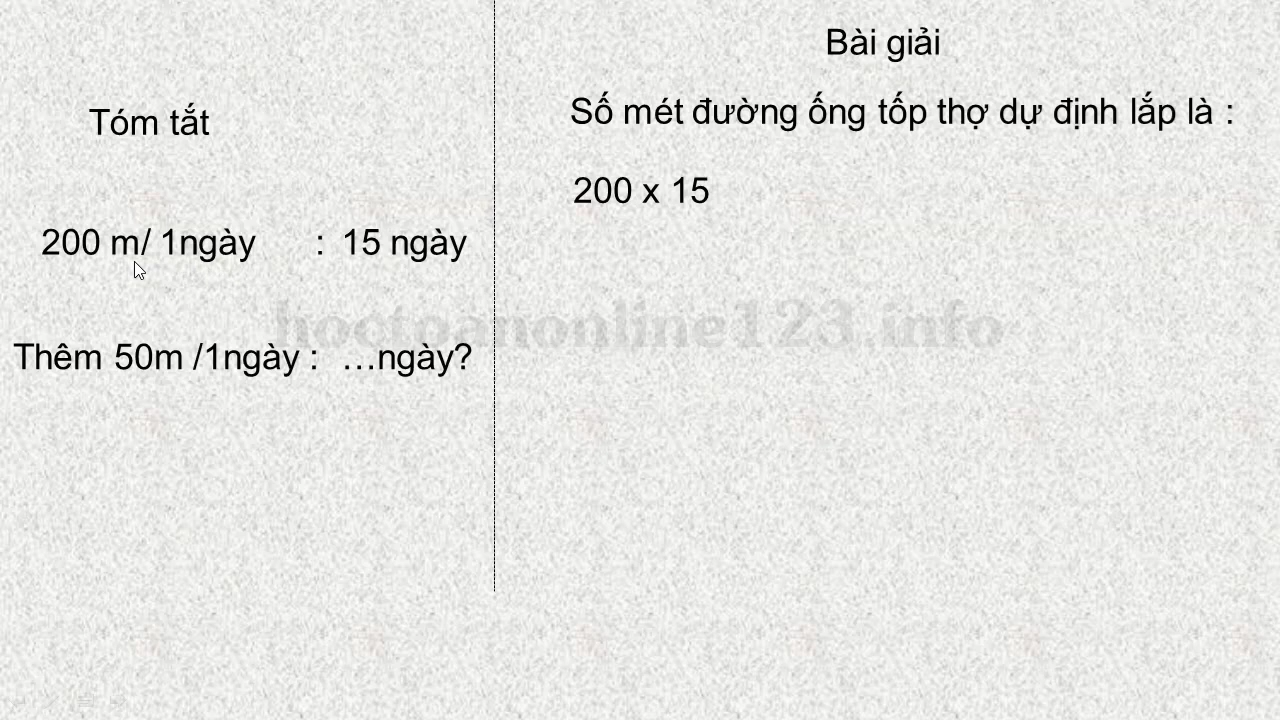 Bài giải
Tóm tắt
Số mét đường ống tốp thợ dự định lắp là :
200 x 15
200 m/ 1ngày : 15 ngày
hoctoanonline123.info
Thêm 50m /1ngày : …ngày?